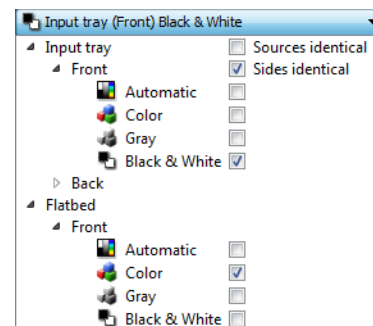 Input tray (Front) Black & White
Input tray Sources identical
Front Sides identical
Automatic
Color
Gray
Black & White
Back
Flatbed
Front
Automatic
Color
Gray
Black & White